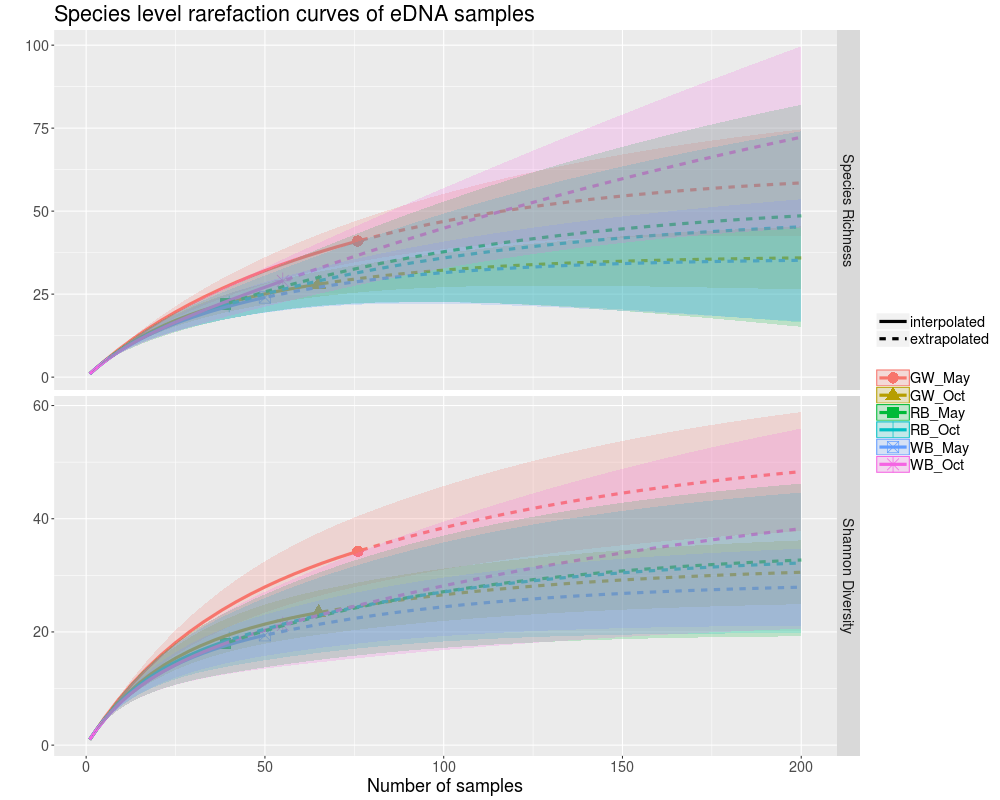 Species level rarefaction curves of eDNA samples
100
75
50
25
0
Species Richness
60
40
20
0
Shannon Diversity
0 50 100 150 200
Number of samples
interpolated
extrapolated
GW_May
GW_Oct
RB_May
RB_Oct
WB_May
WB_Oct